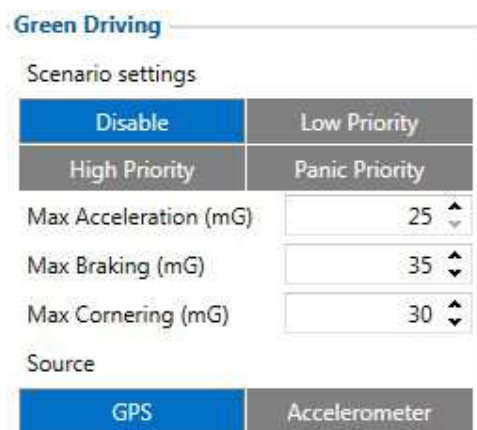 Green Driving
Scenario settings
Disable Low Priority
High Priority Panic Priority
Max Acceleration (mG) 25
Max Braking (mG) 35
Max Cornering (mG) 30
Source
GPS Accelerometer